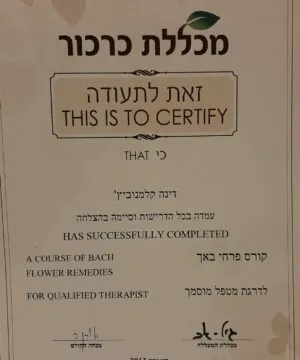 מכללת כרכור
זאת לתעודה
THIS IS TO CERTIFY
THAT כי
דינה קלמנוביץ'
עמדה בכל הדרישות וסיימה בהצלחה
HAS SUCCESSFULLY COMPLETED
A COURSE OF BACH קורס פרחי באך
FLOWER REMEDIES
FOR QUALIFIED THERAPIST לדרגת מטפל מוסמך
מנחה הקורס מנהלת המכללה